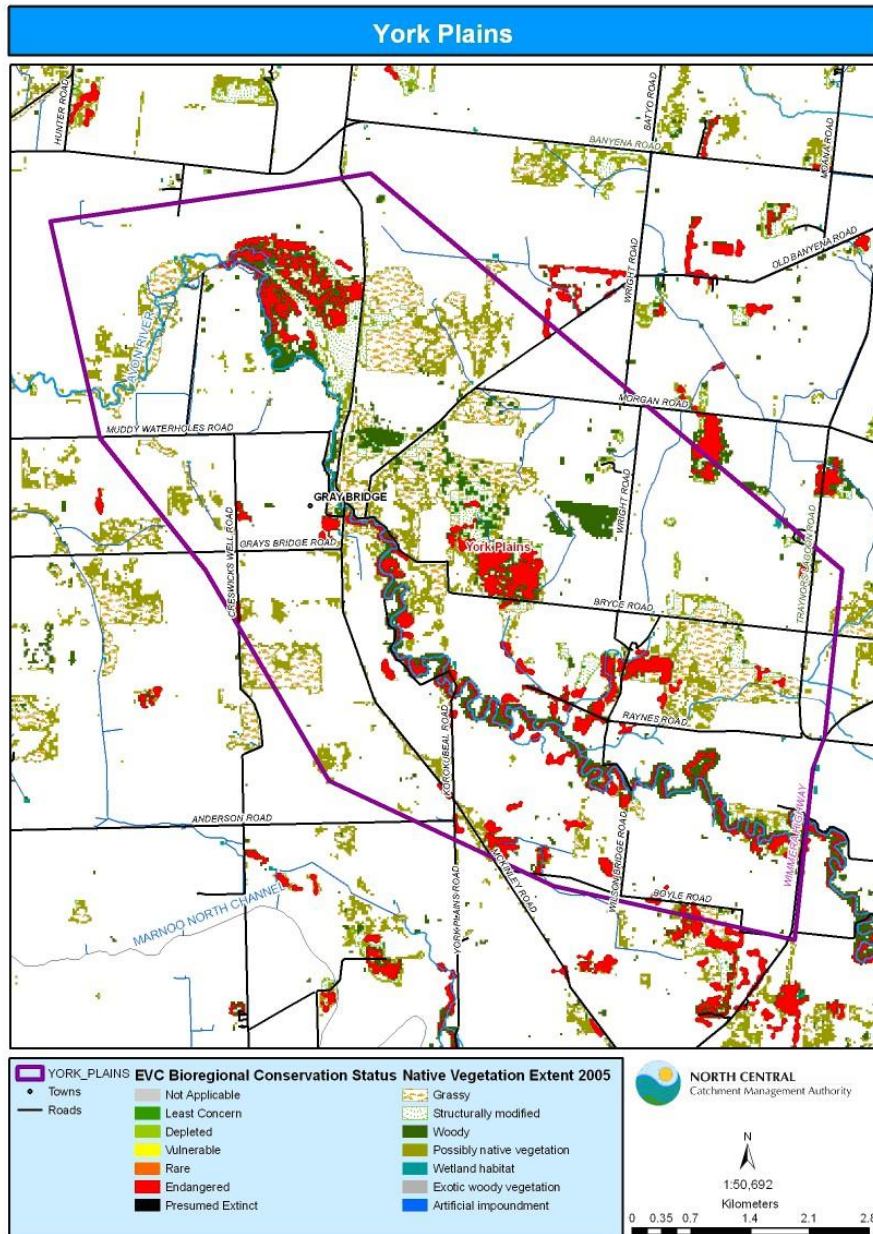 York Plains
HUNTER ROAD
BATYO ROAD
MOANA ROAD
BANYENA ROAD
OLD BANYENA ROAD
WRIGHT ROAD
AVON RIVER
MORGAN ROAD
MUDDY WATERHOLES ROAD
GRAY BRIDGE
WRIGHT ROAD
CRESWICKS WELL ROAD
GRAYS BRIDGE ROAD
York Plains
TRAYNORS LAGOON ROAD
BRYCE ROAD
RAYNES ROAD
KOROKUBEAL ROAD
ANDERSON ROAD
WIMMERA HIGHWAY
MCKINLEY ROAD
WILSON BRIDGE ROAD
BOYLE ROAD
MARNOO NORTH CHANNEL
YORK PLAINS ROAD
YORK_PLAINS
Towns
Roads
EVC Bioregional Conservation Status
Not Applicable
Least Concern
Depleted
Vulnerable
Rare
Endangered
Presumed Extinct
Native Vegetation Extent 2005
Grassy
Structurally modified
Woody
Possibly native vegetation
Wetland habitat
Exotic woody vegetation
Artificial impoundment
NORTH CENTRAL
Catchment Management Authority
N
1:50,692
Kilometers
0 0.35 0.7 1.4 2.1 2.8